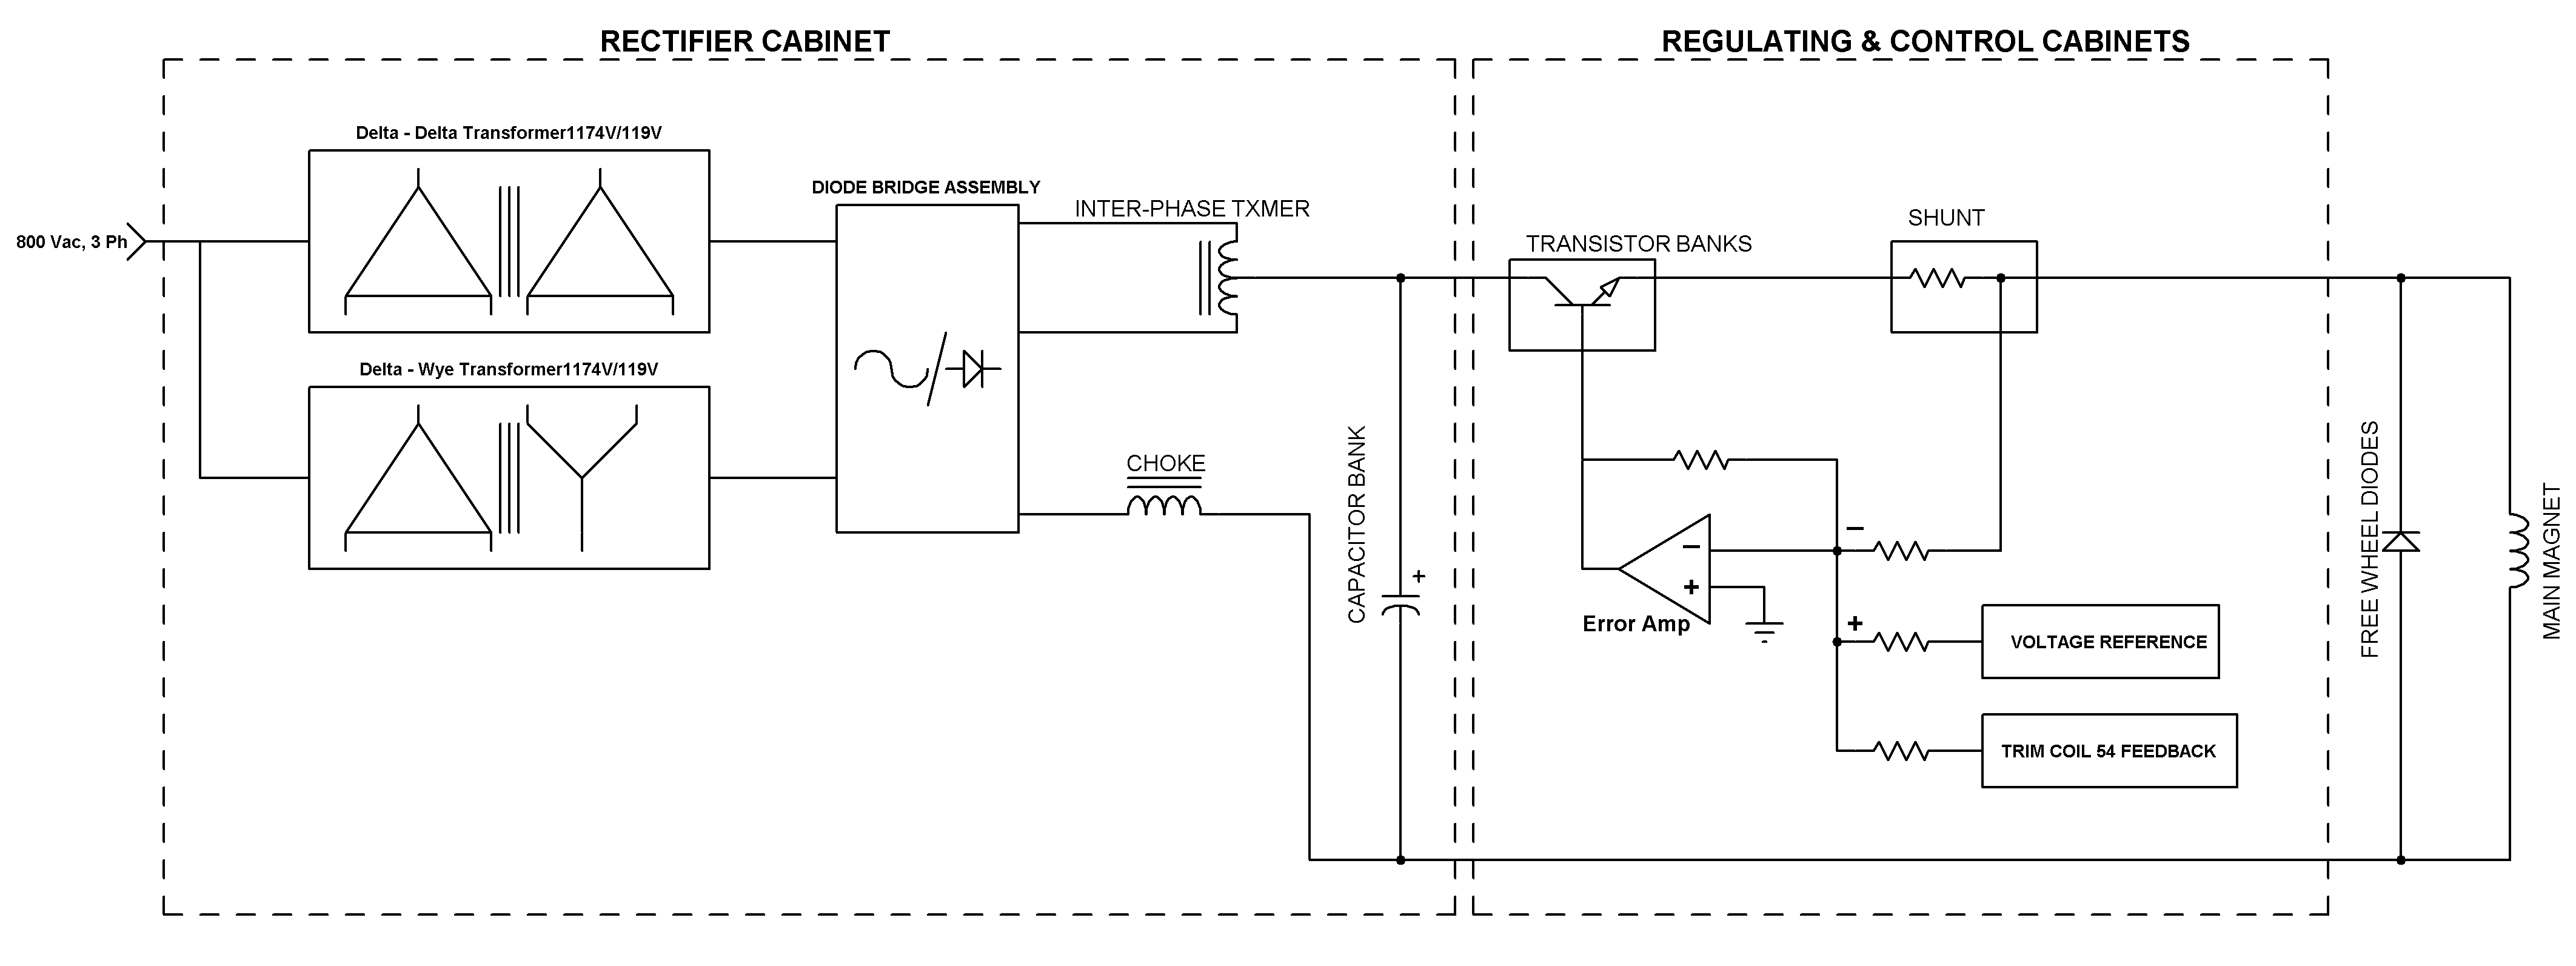 RECTIFIER CABINET
REGULATING & CONTROL CABINETS
Delta - Delta Transformer1174V/119V
DIODE BRIDGE ASSEMBLY
INTER-PHASE TXMER
SHUNT
800 Vac, 3 Ph
TRANSISTOR BANKS
Delta - Wye Transformer1174V/119V
CHOKE
CAPACITOR BANK
+
−
+
Error Amp
−
+
VOLTAGE REFERENCE
TRIM COIL 54 FEEDBACK
FREE WHEEL DIODES
MAIN MAGNET